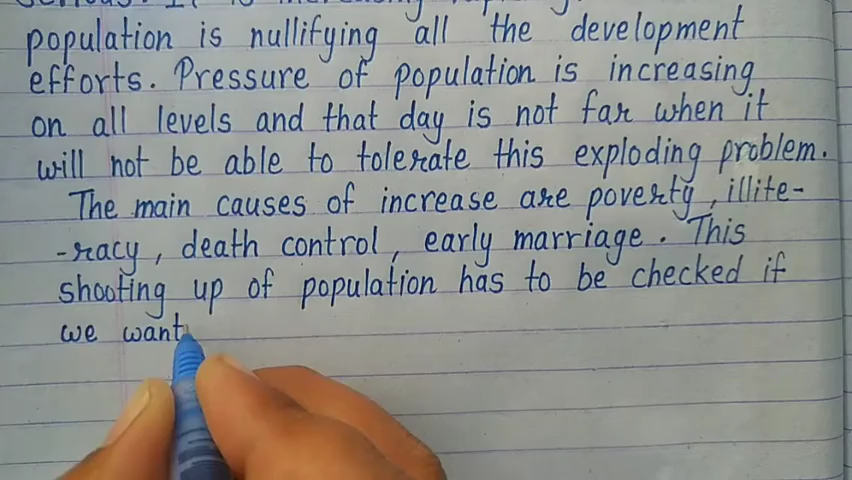 population is nullifying all the development
efforts. Pressure of population is increasing
on all levels and that day is not far when it
will not be able to tolerate this exploding problem.
The main causes of increase are poverty, illite-
-racy, death control, early marriage. This
shooting up of population has to be checked if
we want